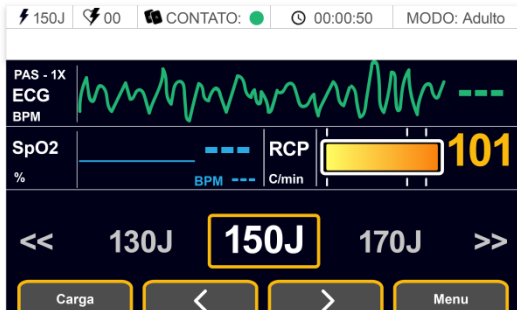 150J 00 CONTATO: 00:00:50 MODO: Adulto
PAS - 1X
ECG
BPM
---
SpO2
%
---
BPM ---
RCP
C/min
101
<< 130J 150J 170J >>
Carga < > Menu